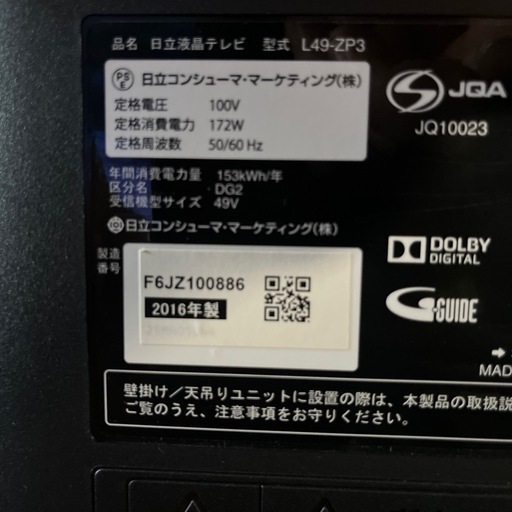 品名 日立液晶テレビ 型式 L49-ZP3
PS E 日立コンシューマ・マーケティング(株)
定格電圧 100V
定格消費電力 172W
定格周波数 50/60 Hz
JQA
JQ10023
年間消費電力量 153kWh/年
区分名 DG2
受信機型サイズ 49V
日立コンシューマ・マーケティング(株)
製造番号 F6JZ100886
2016年製
DOLBY
DIGITAL
G-GUIDE
MAD
壁掛け/天吊りユニットに設置の際は、本製品の取扱説
ご覧のうえ、注意事項をお守りください。